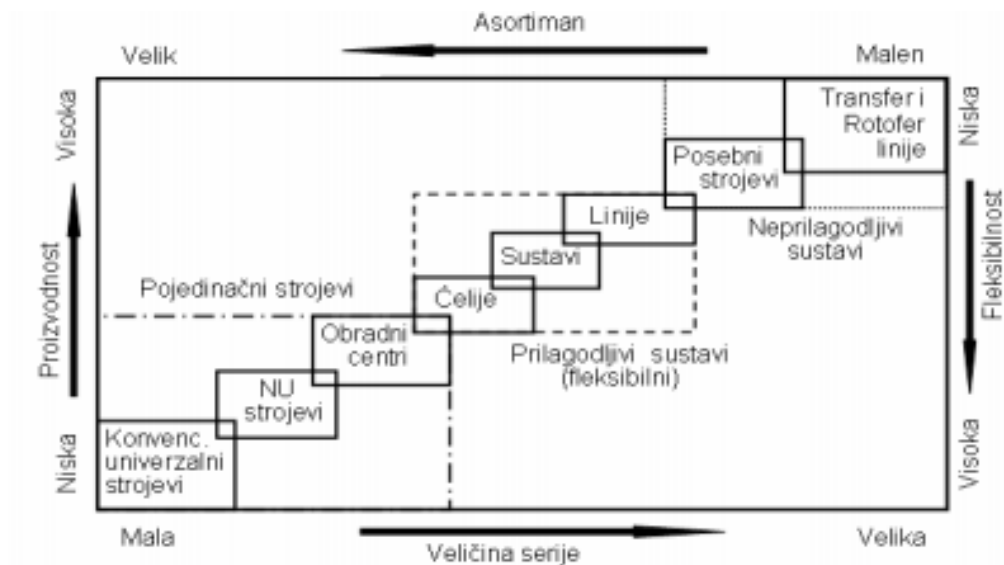 Asortiman
Velik
Malen
Visoka
Proizvodnost
Niska
Niska
Fleksibilnost
Visoka
Transfer i
Rotofer
linije
Posebni
strojevi
Neprilagodljivi
sustavi
Linije
Sustavi
Ćelije
Prilagodljivi sustavi
(fleksibilni)
Pojedinačni strojevi
Obradni
centri
NU
strojevi
Konvenc.
univerzalni
strojevi
Mala
Veličina serije
Velika